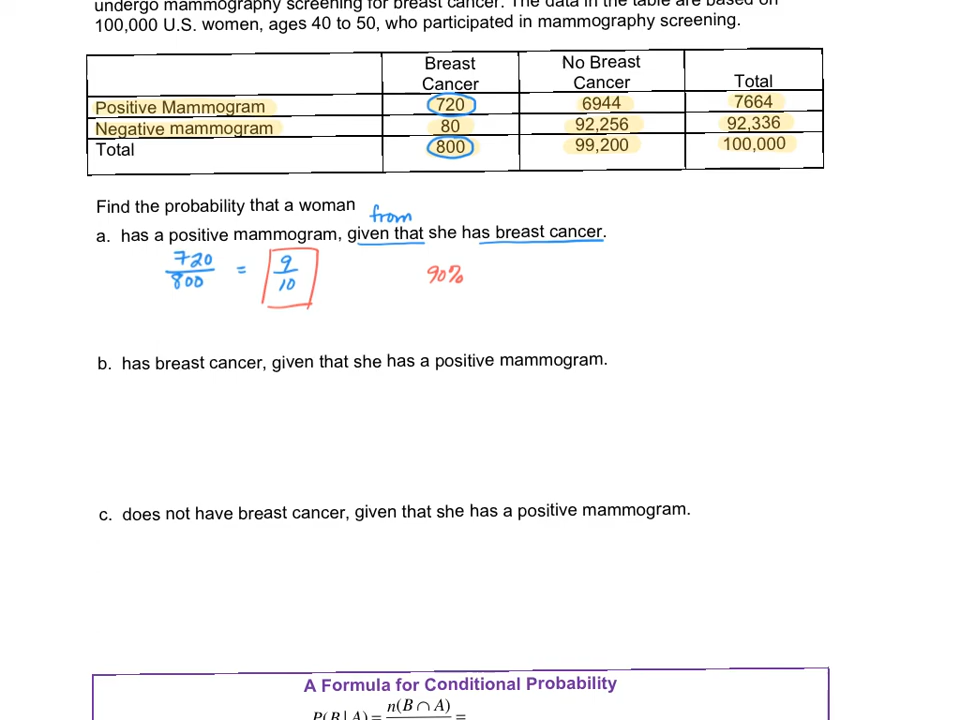 undergo mammography screening for breast cancer. The data in the table are based on
100,000 U.S. women, ages 40 to 50, who participated in mammography screening.
Breast Cancer No Breast Cancer Total
Positive Mammogram 720 6944 7664
Negative mammogram 80 92,256 92,336
Total 800 99,200 100,000
Find the probability that a woman
from
a. has a positive mammogram, given that she has breast cancer.
720/800 = 9/10 90%
b. has breast cancer, given that she has a positive mammogram.
c. does not have breast cancer, given that she has a positive mammogram.
A Formula for Conditional Probability
P(B | A) = n(B ∩ A) =